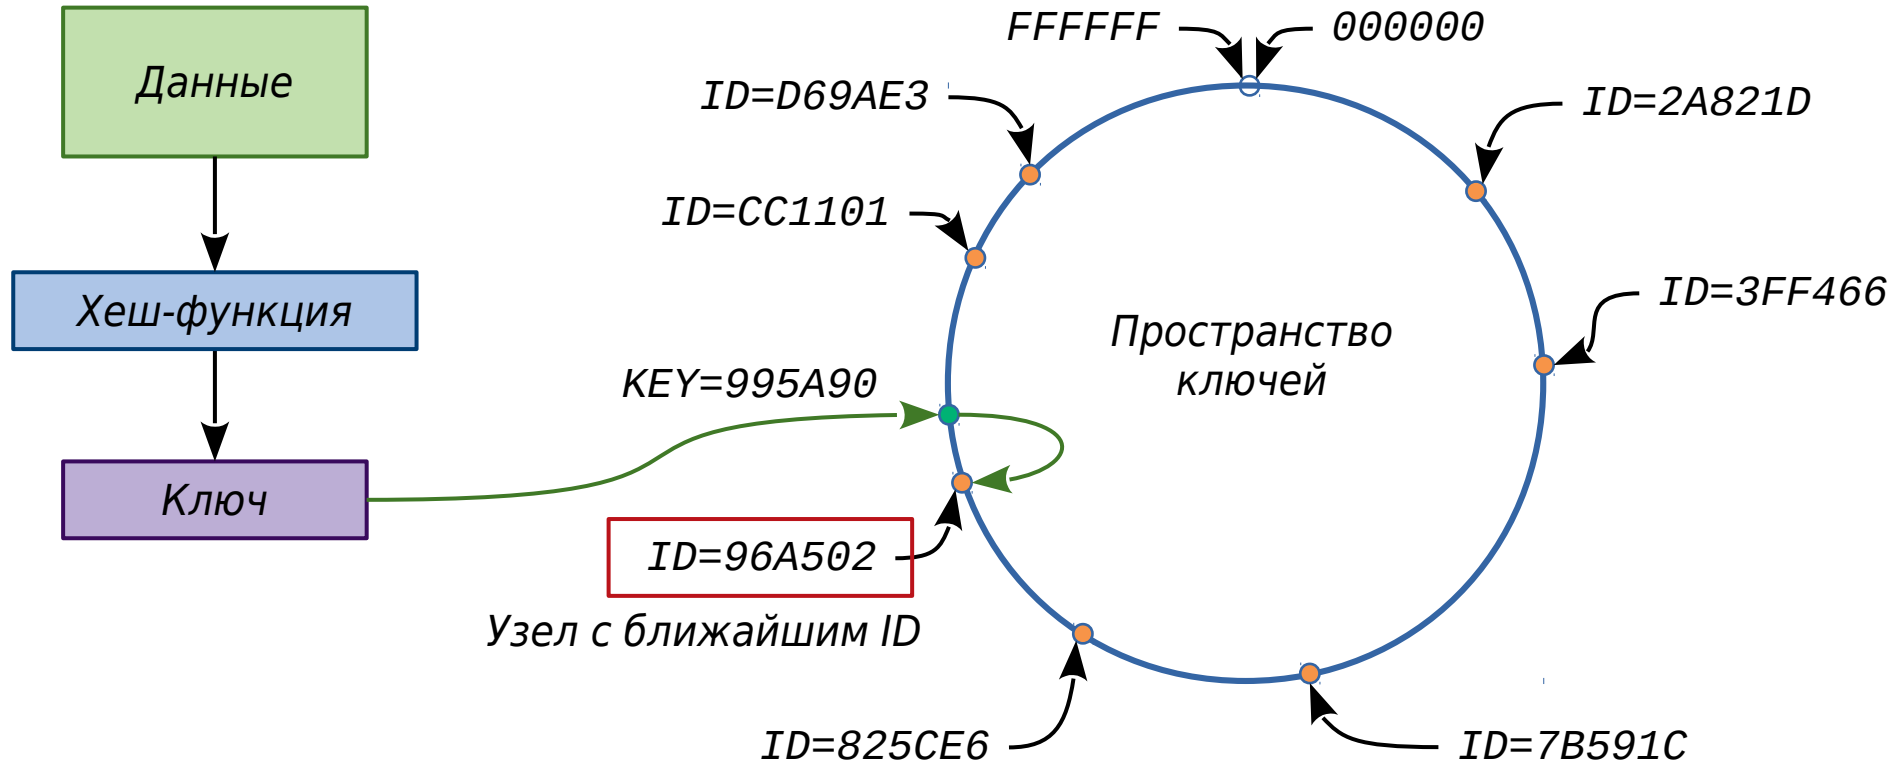 Данные
Хеш-функция
Ключ
FFFFFF
000000
ID=D69AE3
ID=2A821D
ID=CC1101
ID=3FF466
Пространство
ключей
KEY=995A90
ID=96A502
Узел с ближайшим ID
ID=825CE6
ID=7B591C